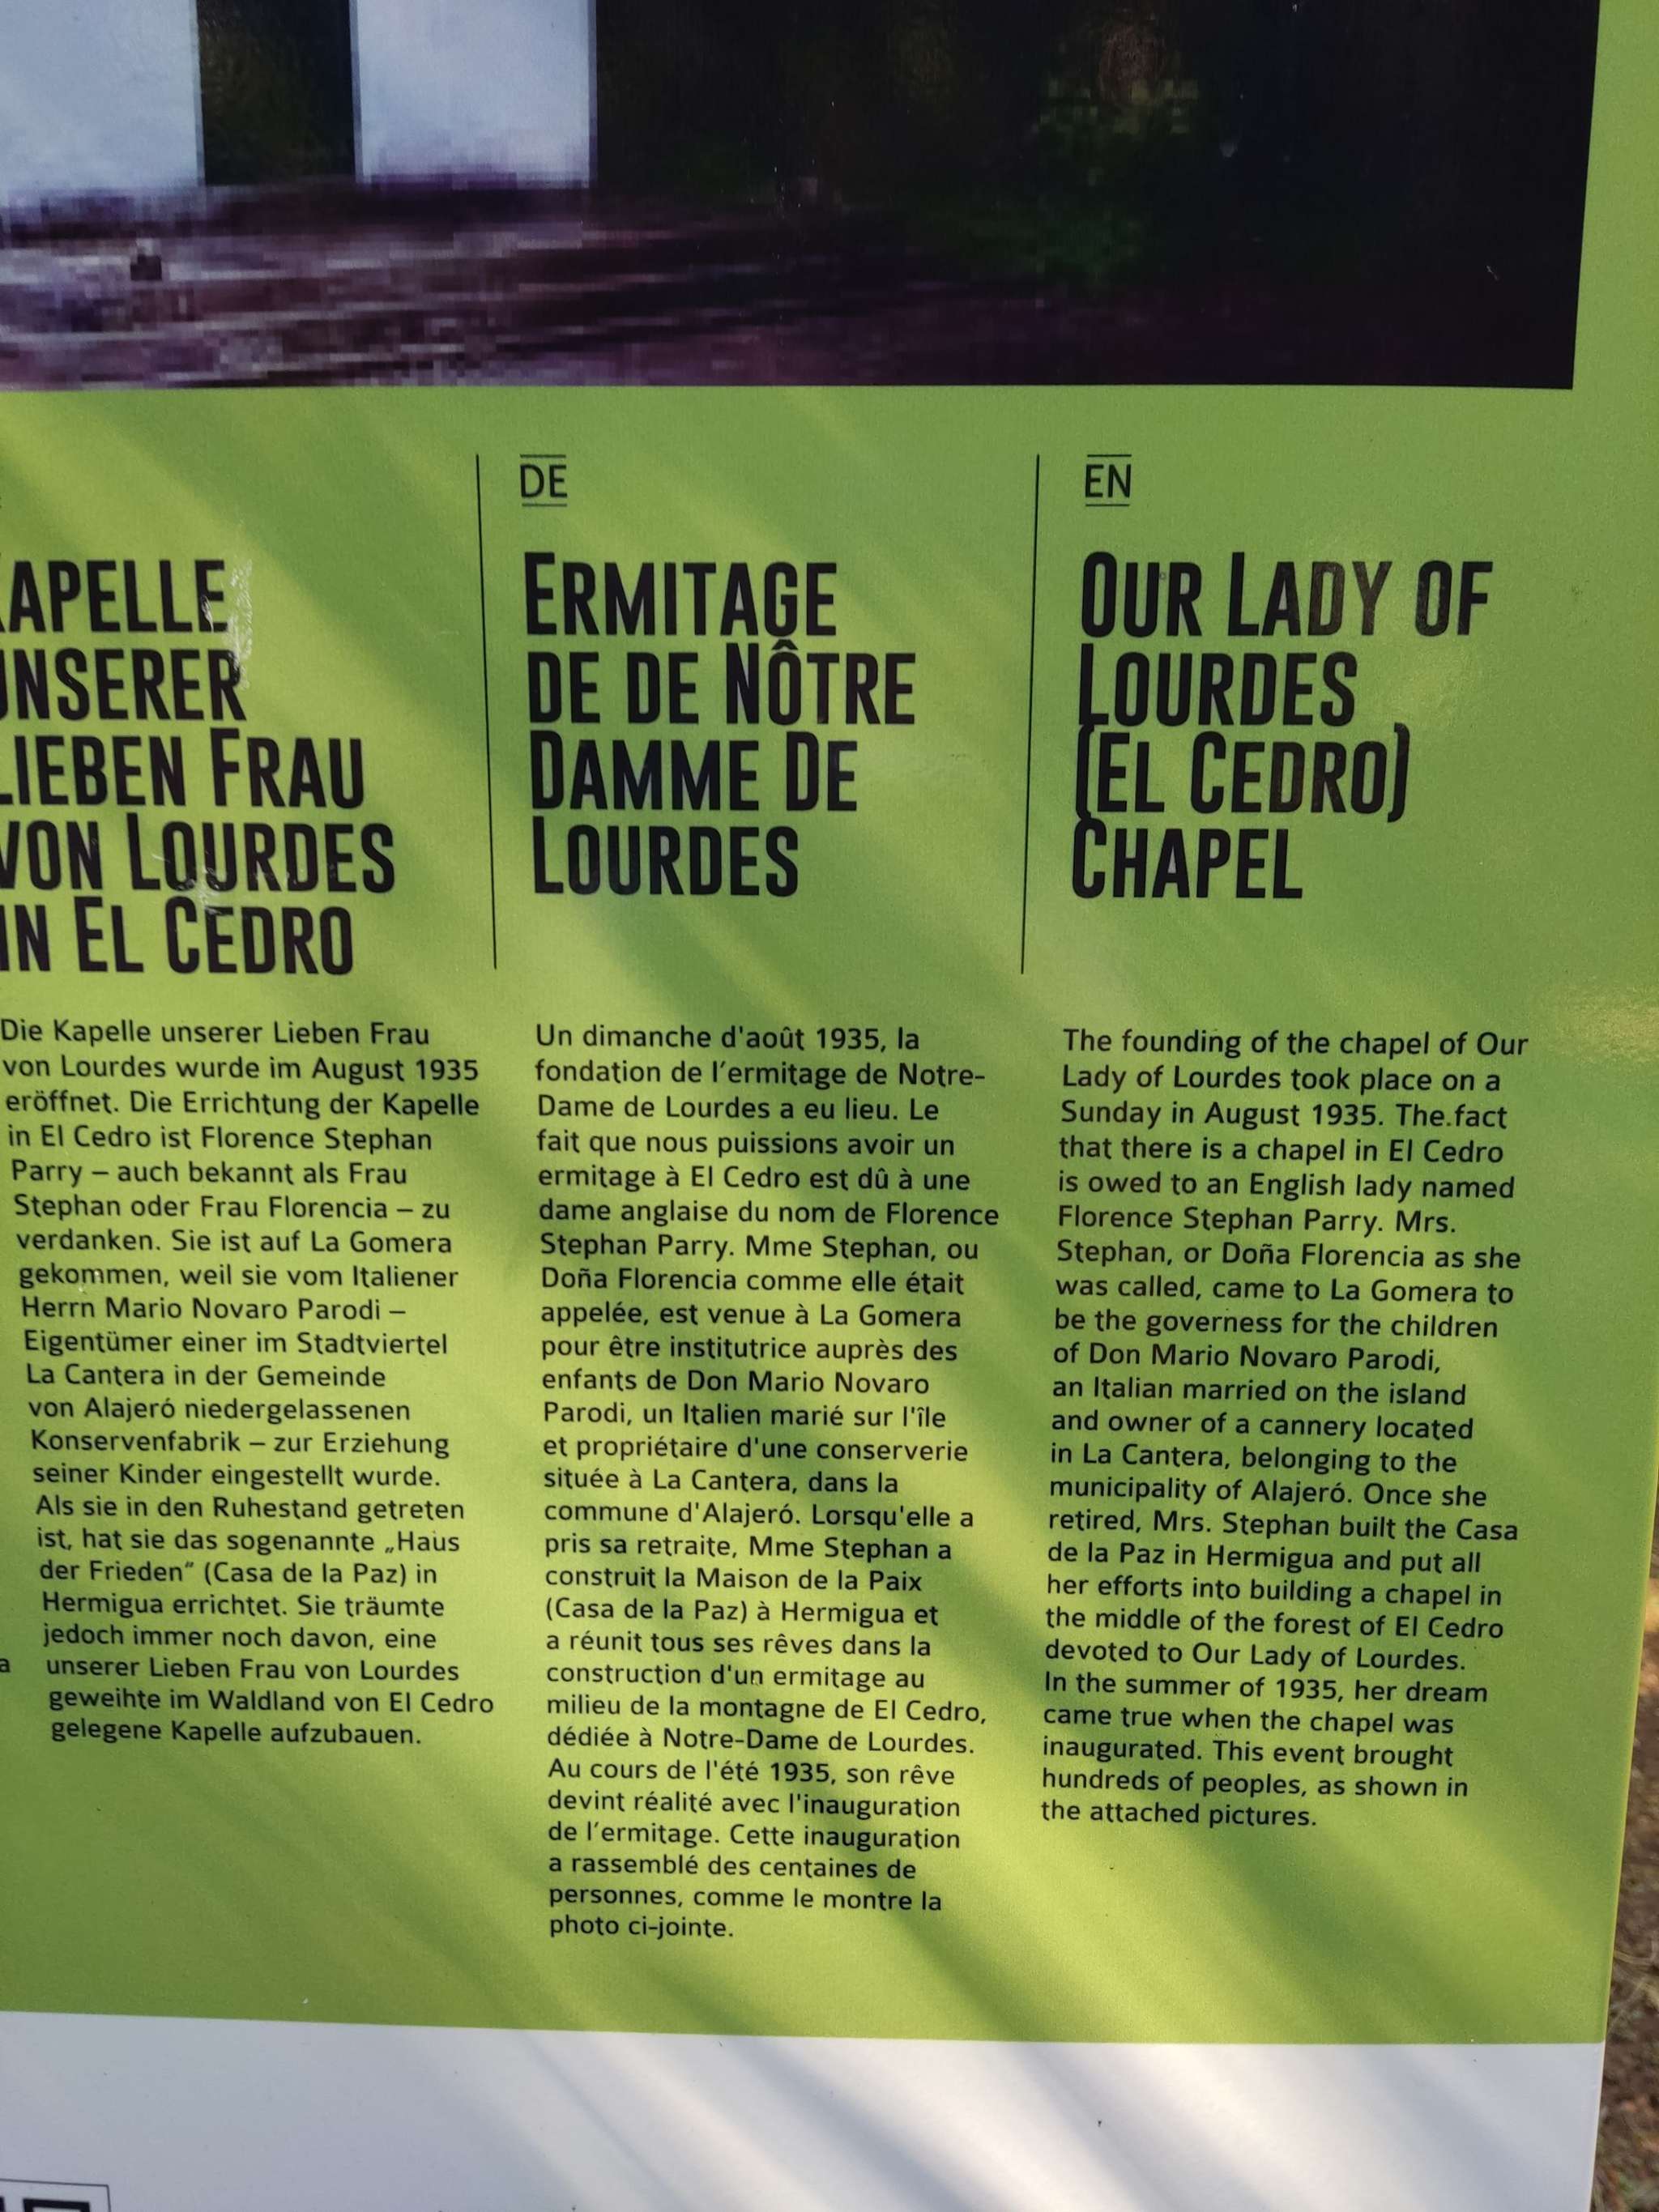 APELLE
UNSERER
LIEBEN FRAU
VON LOURDES
IN EL CEDRO
Die Kapelle unserer Lieben Frau
von Lourdes wurde im August 1935
eröffnet. Die Errichtung der Kapelle
in El Cedro ist Florence Stephan
Parry – auch bekannt als Frau
Stephan oder Frau Florencia – zu
verdanken. Sie ist auf La Gomera
gekommen, weil sie vom Italiener
Herrn Mario Novaro Parodi –
Eigentümer einer im Stadtviertel
La Cantera in der Gemeinde
von Alajeró niedergelassenen
Konservenfabrik – zur Erziehung
seiner Kinder eingestellt wurde.
Als sie in den Ruhestand getreten
ist, hat sie das sogenannte „Haus
der Frieden“ (Casa de la Paz) in
Hermigua errichtet. Sie träumte
jedoch immer noch davon, eine
unserer Lieben Frau von Lourdes
geweihte im Waldland von El Cedro
gelegene Kapelle aufzubauen.
a
DE
ERMITAGE
DE DE NÔTRE
DAMME DE
LOURDES
Un dimanche d'août 1935, la
fondation de l’ermitage de Notre-
Dame de Lourdes a eu lieu. Le
fait que nous puissions avoir un
ermitage à El Cedro est dû à une
dame anglaise du nom de Florence
Stephan Parry. Mme Stephan, ou
Doña Florencia comme elle était
appelée, est venue à La Gomera
pour être institutrice auprès des
enfants de Don Mario Novaro
Parodi, un Italien marié sur l'île
et propriétaire d'une conserverie
située à La Cantera, dans la
commune d'Alajeró. Lorsqu'elle a
pris sa retraite, Mme Stephan a
construit la Maison de la Paix
(Casa de la Paz) à Hermigua et
a réunit tous ses rêves dans la
construction d'un ermitage au
milieu de la montagne de El Cedro,
dédiée à Notre-Dame de Lourdes.
Au cours de l'été 1935, son rêve
devint réalité avec l'inauguration
de l’ermitage. Cette inauguration
a rassemblé des centaines de
personnes, comme le montre la
photo ci-jointe.
EN
OUR LADY OF
LOURDES
(EL CEDRO)
CHAPEL
The founding of the chapel of Our
Lady of Lourdes took place on a
Sunday in August 1935. The.fact
that there is a chapel in El Cedro
is owed to an English lady named
Florence Stephan Parry. Mrs.
Stephan, or Doña Florencia as she
was called, came to La Gomera to
be the governess for the children
of Don Mario Novaro Parodi,
an Italian married on the island
and owner of a cannery located
in La Cantera, belonging to the
municipality of Alajeró. Once she
retired, Mrs. Stephan built the Casa
de la Paz in Hermigua and put all
her efforts into building a chapel in
the middle of the forest of El Cedro
devoted to Our Lady of Lourdes.
In the summer of 1935, her dream
came true when the chapel was
inaugurated. This event brought
hundreds of peoples, as shown in
the attached pictures.